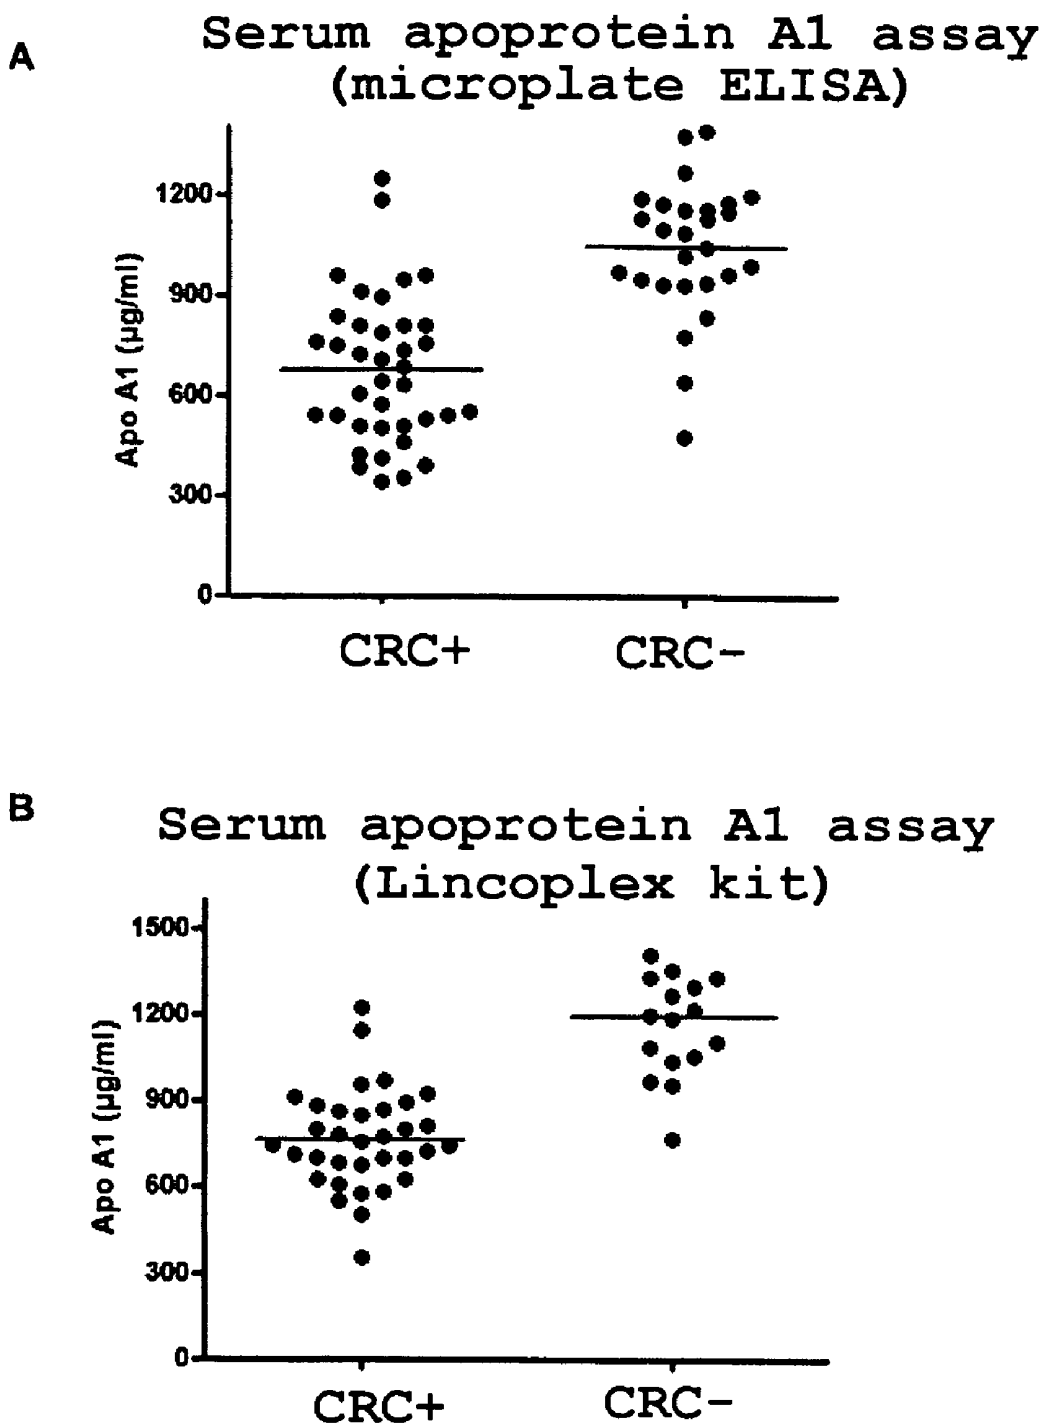 A
Serum apoprotein A1 assay
(microplate ELISA)
1200
900
600
300
0
Apo A1 (µg/ml)
CRC+
CRC-
B
Serum apoprotein A1 assay
(Lincoplex kit)
1500
1200
900
600
300
0
Apo A1 (µg/ml)
CRC+
CRC-